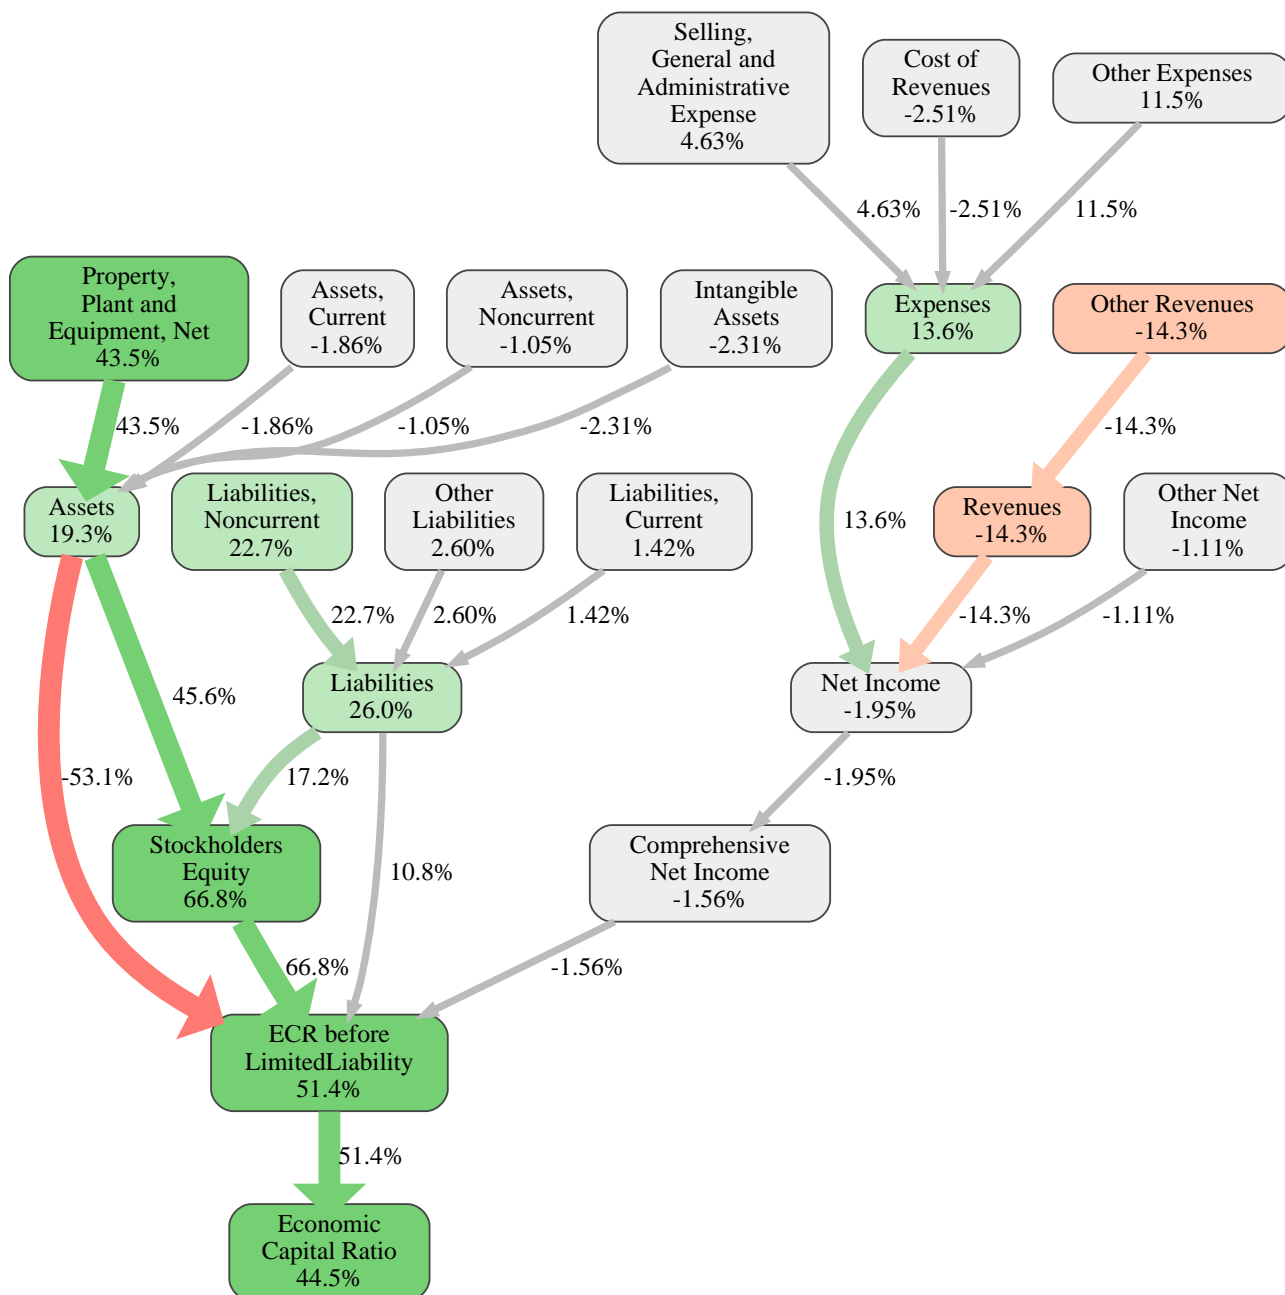 Selling,
General and
Administrative
Expense
4.63%
Cost of
Revenues
-2.51%
Other Expenses
11.5%
4.63%
-2.51%
11.5%
Property,
Plant and
Equipment, Net
43.5%
Assets,
Current
-1.86%
Assets,
Noncurrent
-1.05%
Intangible
Assets
-2.31%
Expenses
13.6%
Other Revenues
-14.3%
43.5%
-1.86%
-1.05%
-2.31%
-14.3%
Assets
19.3%
Liabilities,
Noncurrent
22.7%
Other
Liabilities
2.60%
Liabilities,
Current
1.42%
13.6%
Revenues
-14.3%
Other Net
Income
-1.11%
22.7%
2.60%
1.42%
-14.3%
-1.11%
45.6%
Liabilities
26.0%
Net Income
-1.95%
-53.1%
17.2%
-1.95%
Stockholders
Equity
66.8%
10.8%
Comprehensive
Net Income
-1.56%
66.8%
-1.56%
ECR before
LimitedLiability
51.4%
51.4%
Economic
Capital Ratio
44.5%